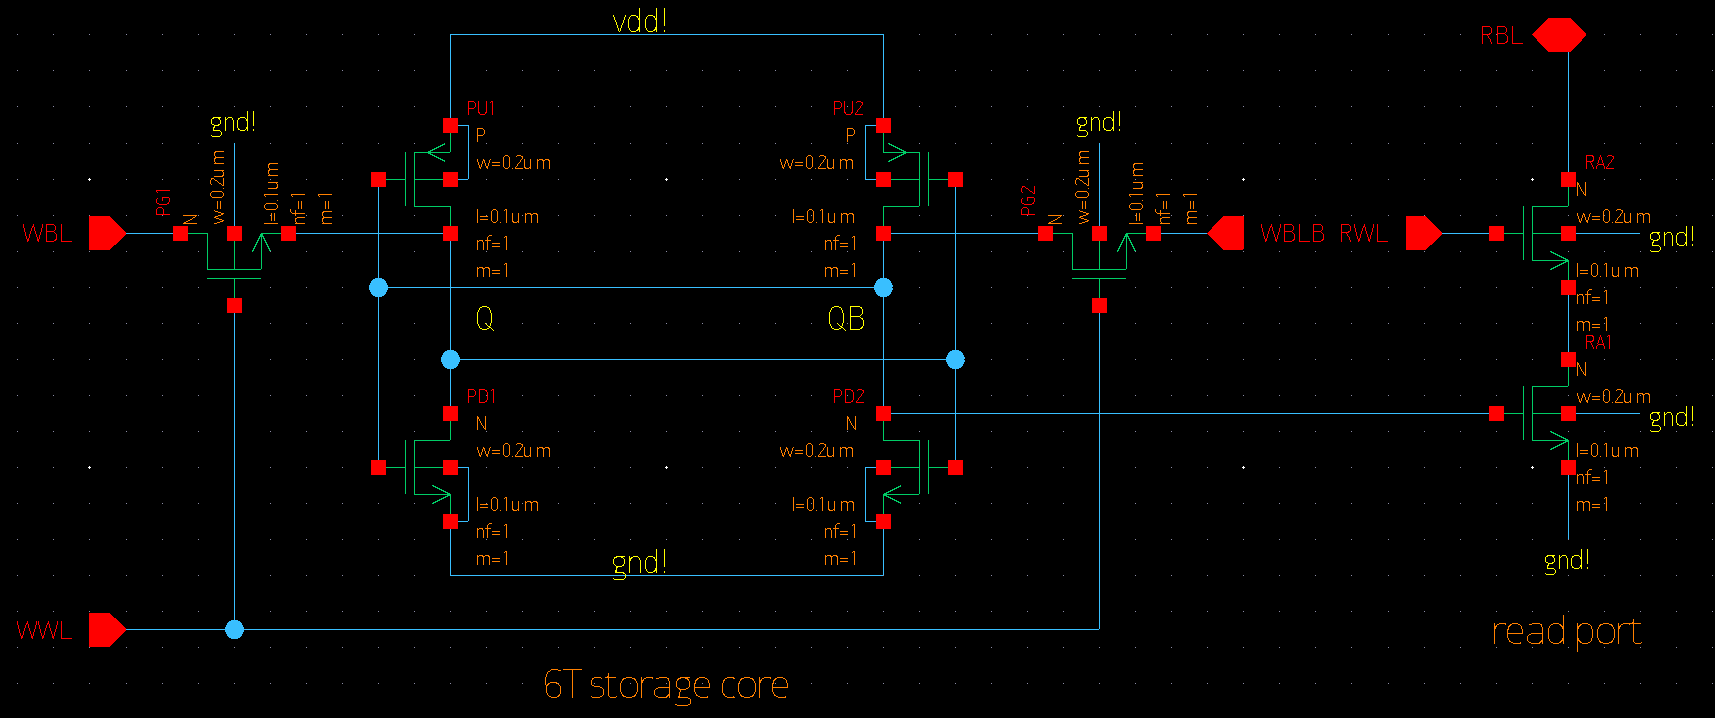 vdd!
RBL
PU1
P
w=0.2um
l=0.1um
nf=1
m=1
PU2
P
w=0.2um
l=0.1um
nf=1
m=1
gnd!
PG1
N
w=0.2um
l=0.1um
nf=1
m=1
WBL
gnd!
PG2
N
w=0.2um
l=0.1um
nf=1
m=1
WBLB
RWL
RA2
N
w=0.2um
gnd!
l=0.1um
nf=1
m=1
Q
QB
RA1
N
w=0.2um
gnd!
l=0.1um
nf=1
m=1
gnd!
PD1
N
w=0.2um
l=0.1um
nf=1
m=1
PD2
N
w=0.2um
l=0.1um
nf=1
m=1
gnd!
WWL
read port
6T storage core